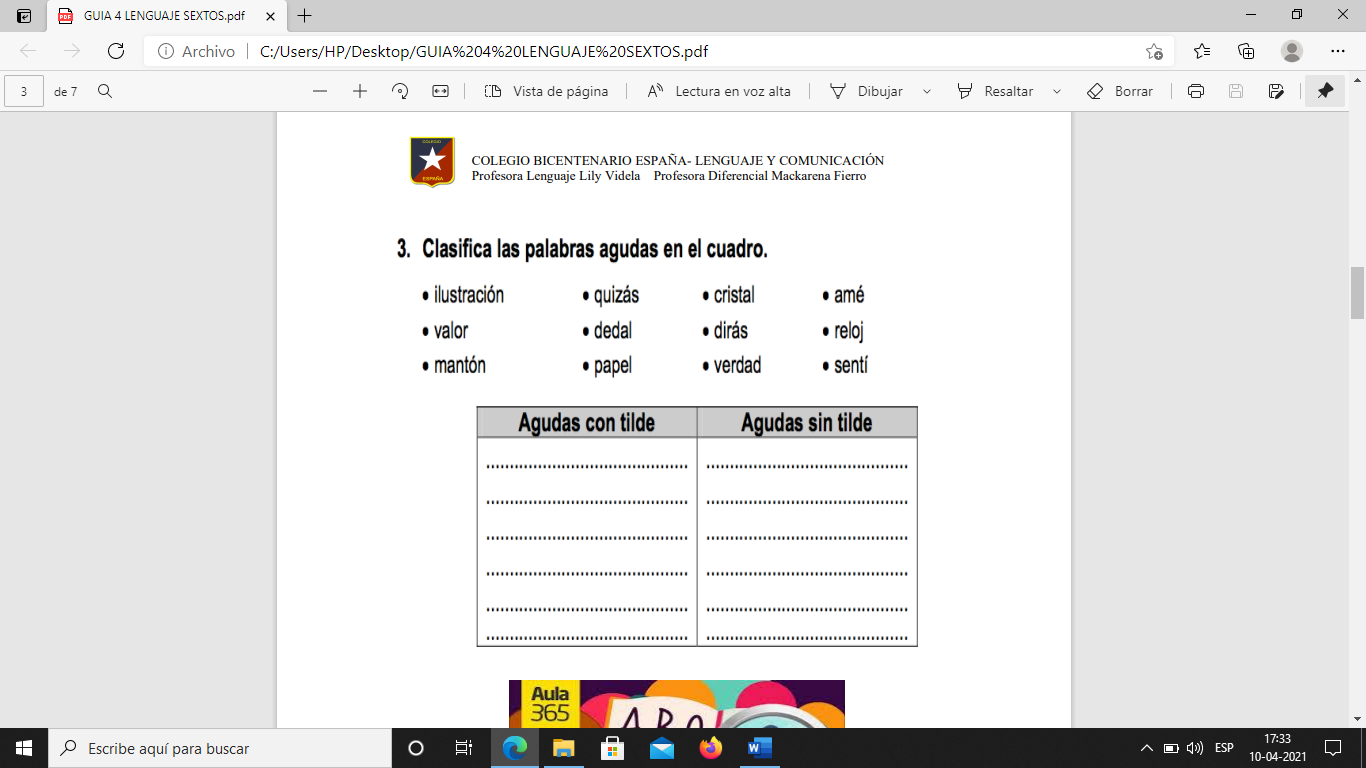 GUIA 4 LENGUAJE SEXTOS.pdf
Archivo C:/Users/HP/Desktop/GUIA%204%20LENGUAJE%20SEXTOS.pdf
3 de 7 Vista de página Lectura en voz alta Dibujar Resaltar Borrar
COLEGIO
ESPAÑA
COLEGIO BICENTENARIO ESPAÑA- LENGUAJE Y COMUNICACIÓN
Profesora Lenguaje Lily Videla Profesora Diferencial Mackarena Fierro
3. Clasifica las palabras agudas en el cuadro.
• ilustración • quizás • cristal • amé
• valor • dedal • dirás • reloj
• mantón • papel • verdad • sentí
Agudas con tilde Agudas sin tilde
Aula
365
Escribe aquí para buscar
ESP
17:33
10-04-2021